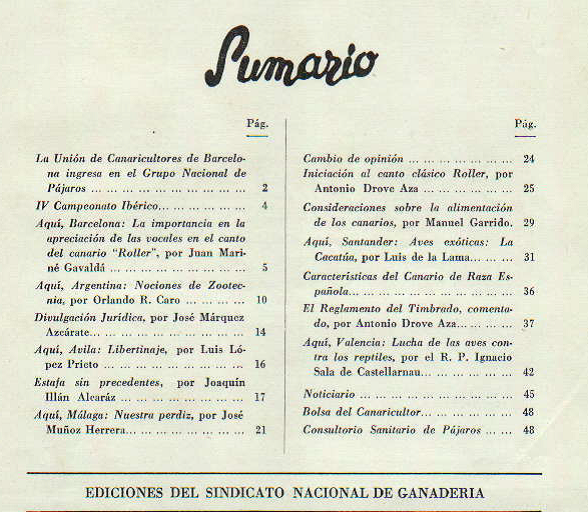 Sumario
Pág.
La Unión de Canaricultores de Barcelo-
na ingresa en el Grupo Nacional de
Pájaros ... ... ... ... ... ... ... ... ... ... 2
IV Campeonato Ibérico... ... ... ... ... ... 4
Aquí, Barcelona: La importancia en la
apreciación de las vocales en el canto
del canario "Roller", por Juan Mari-
né Gavaldá ... ... ... ... ... ... ... ... ... 5
Aquí, Argentina: Nociones de Zootec-
nia, por Orlando R. Caro ... ... ... ... 10
Divulgación Jurídica, por José Márquez
Azcárate... ... ... ... ... ... ... ... ... ... 14
Aquí, Avila: Libertinaje, por Luis Ló-
pez Prieto ... ... ... ... ... ... ... ... ... 16
Estafa sin precedentes, por Joaquín
Illán Alcaráz ... ... ... ... ... ... ... ... 17
Aquí, Málaga: Nuestra perdiz, por José
Muñoz Herrera... ... ... ... ... ... ... ... 21
Pág.
Cambio de opinión ... ... ... ... ... ... ... 24
Iniciación al canto clásico Roller, por
Antonio Drove Aza ... ... ... ... ... ... 25
Consideraciones sobre la alimentación
de los canarios, por Manuel Garrido. 29
Aquí, Santander: Aves exóticas: La
Cacatúa, por Luis de la Lama... ... ... 31
Características del Canario de Raza Es-
pañola... ... ... ... ... ... ... ... ... ... ... 36
El Reglamento del Timbrado, comenta-
do, por Antonio Drove Aza... ... ... ... 37
Aquí, Valencia: Lucha de las aves con-
tra los reptiles, por el R. P. Ignacio
Sala de Castellarnau... ... ... ... ... ... 42
Noticiario ... ... ... ... ... ... ... ... ... ... 45
Bolsa del Canaricultor... ... ... ... ... ... 48
Consultorio Sanitario de Pájaros ... ... 48
EDICIONES DEL SINDICATO NACIONAL DE GANADERIA